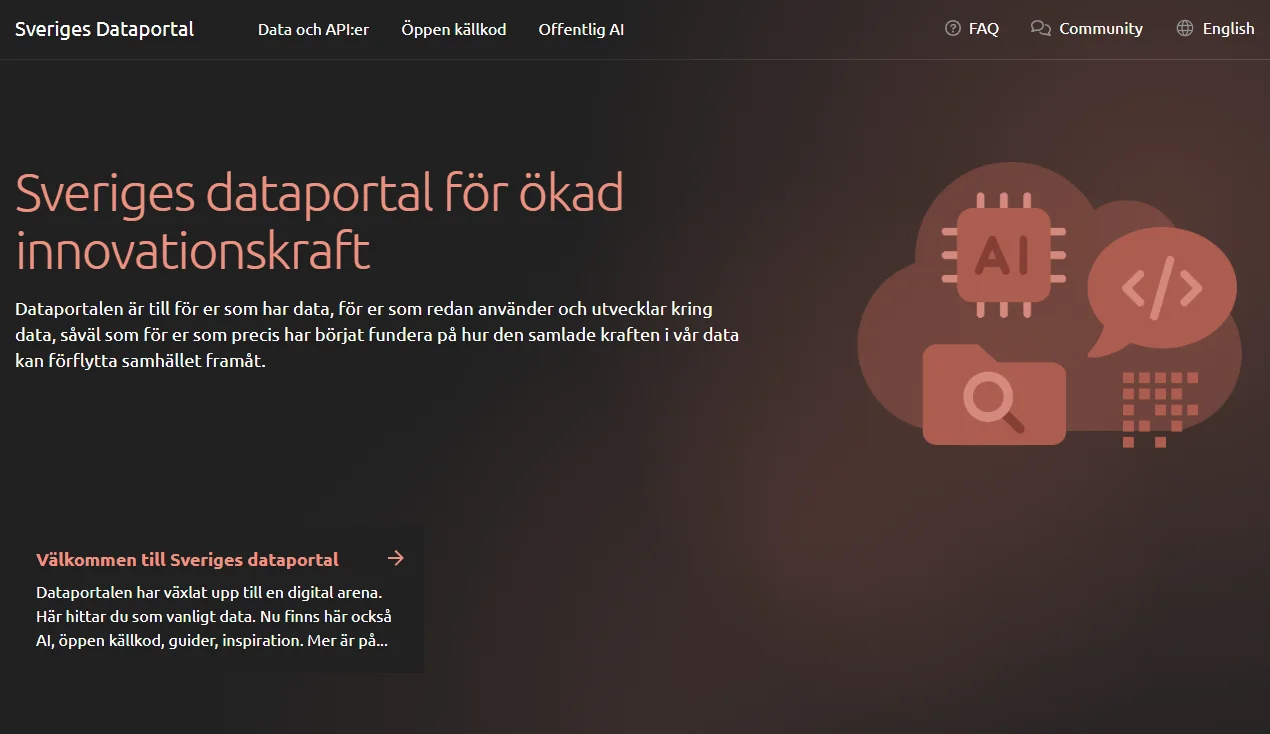 Sveriges Dataportal
Data och API:er
Öppen källkod
Offentlig AI
FAQ
Community
English
Sveriges dataportal för ökad
innovationskraft
Dataportalen är till för er som har data, för er som redan använder och utvecklar kring
data, såväl som för er som precis har börjat fundera på hur den samlade kraften i vår data
kan förflytta samhället framåt.
AI
</>
Välkommen till Sveriges dataportal
Dataportalen har växlat upp till en digital arena.
Här hittar du som vanligt data. Nu finns här också
AI, öppen källkod, guider, inspiration. Mer är på...